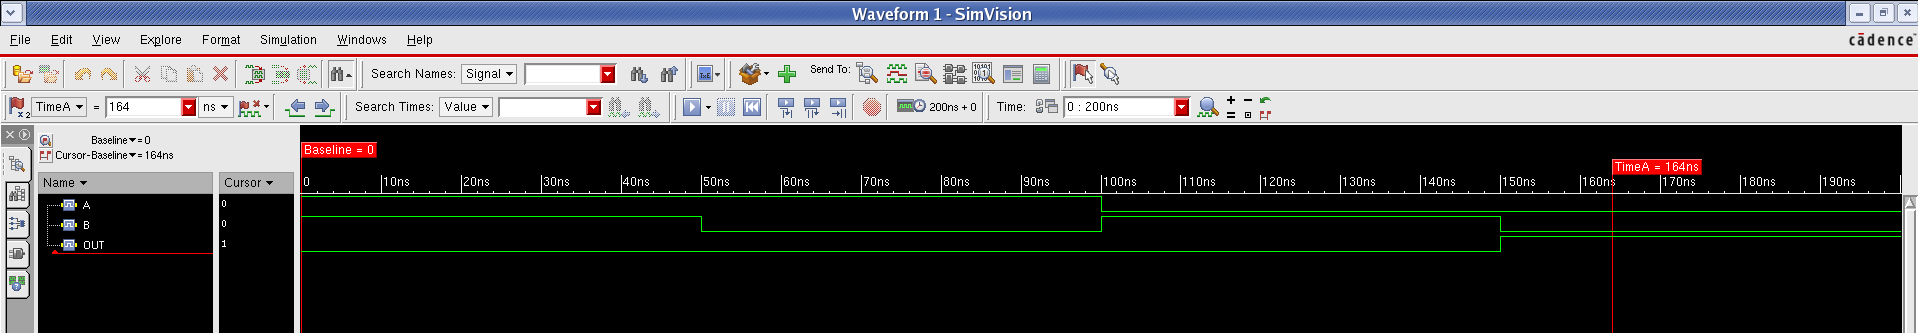 Waveform 1 - SimVision
File Edit View Explore Format Simulation Windows Help
cādence
Search Names: Signal Send To:
TimeA = 164 ns Search Times: Value 200ns + 0 Time: 0 : 200ns
Baseline = 0
Cursor-Baseline = 164ns
Baseline = 0
TimeA = 164ns
Name Cursor 0 10ns 20ns 30ns 40ns 50ns 60ns 70ns 80ns 90ns 100ns 110ns 120ns 130ns 140ns 150ns 160ns 170ns 180ns 190ns
A 0
B 0
OUT 1